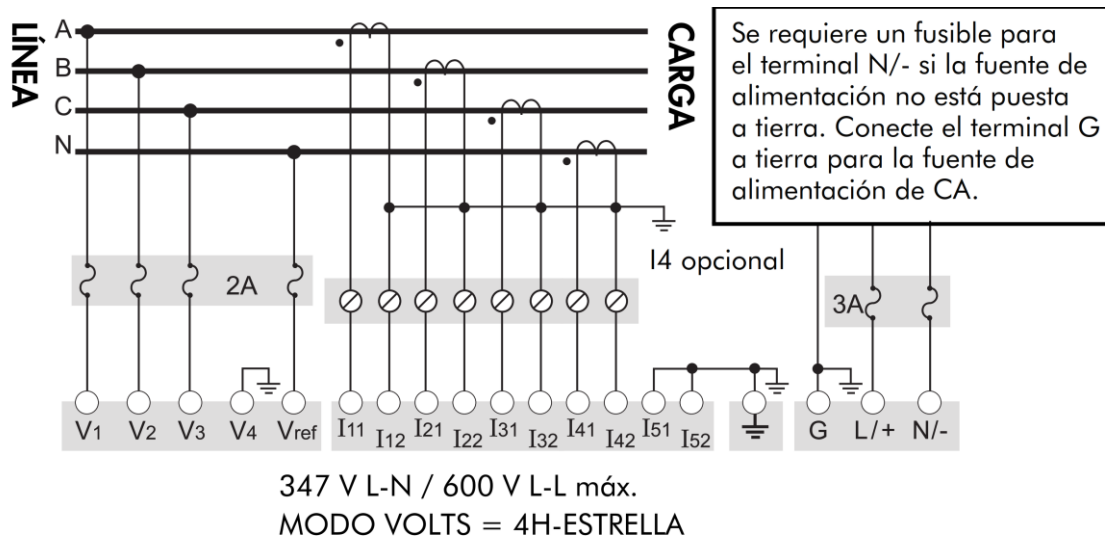 LÍNEA
A
B
C
N
CARGA
Se requiere un fusible para
el terminal N/- si la fuente de
alimentación no está puesta
a tierra. Conecte el terminal G
a tierra para la fuente de
alimentación de CA.
I4 opcional
2A
3A
V1 V2 V3 V4 Vref
I11 I12 I21 I22 I31 I32 I41 I42 I51 I52
G L/+ N/-
347 V L-N / 600 V L-L máx.
MODO VOLTS = 4H-ESTRELLA